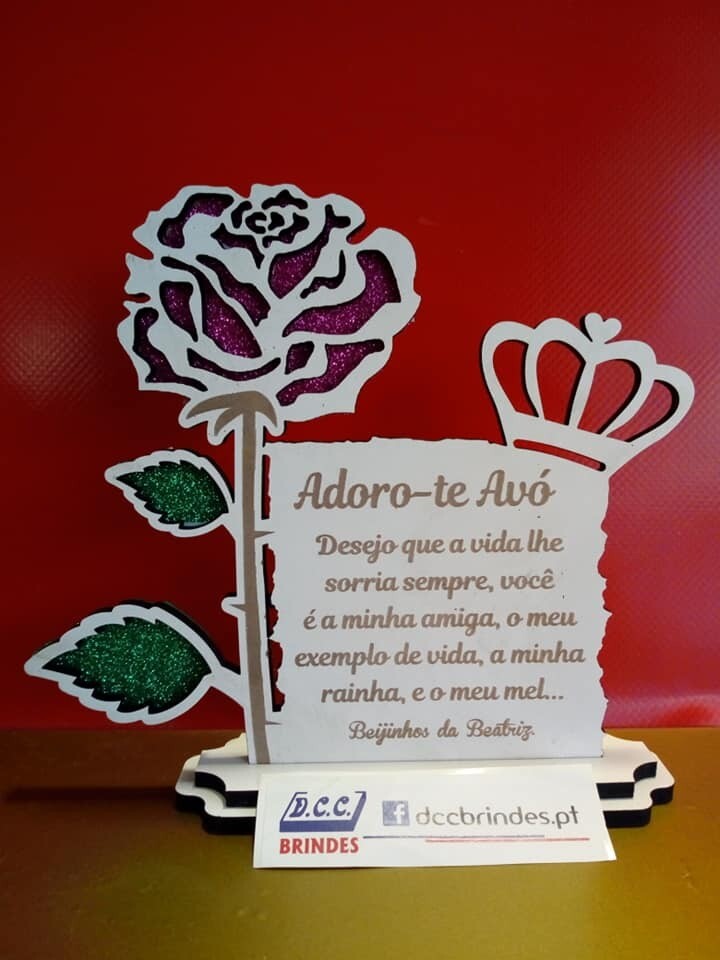 Adoro-te Avó
Desejo que a vida lhe
sorria sempre, você
é a minha amiga, o meu
exemplo de vida, a minha
rainha, e o meu mel...
Beijinhos da Beatriz.
D.C.C.
BRINDES
f dccbrindes.pt